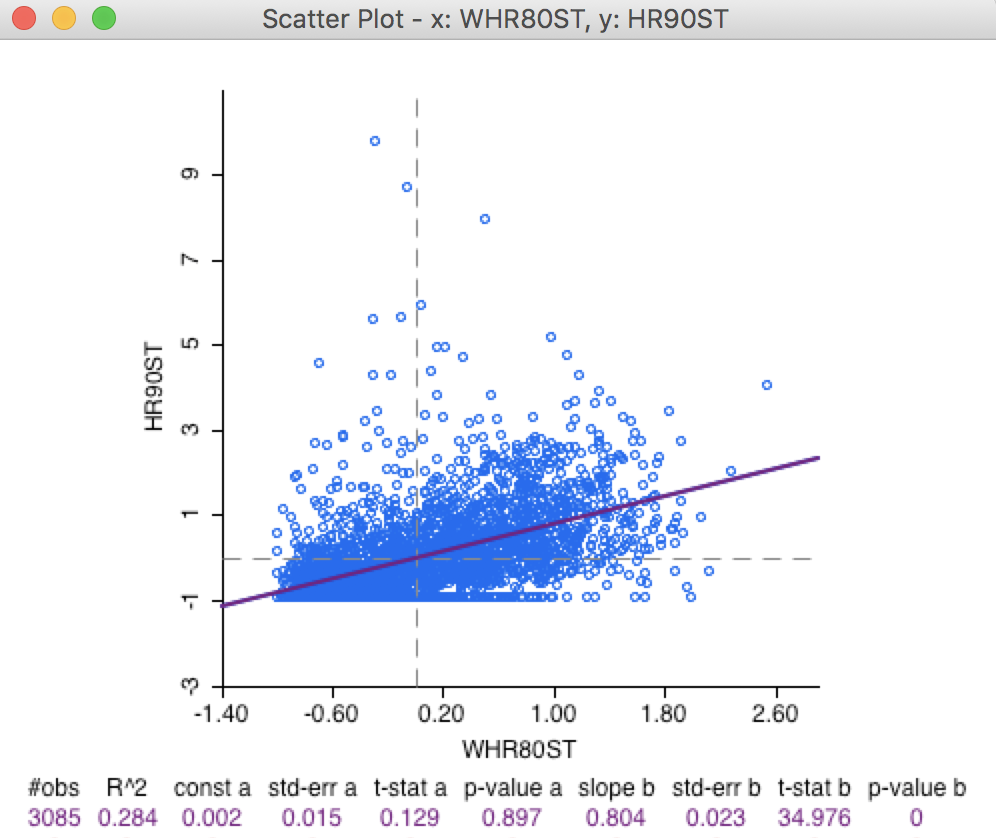 Scatter Plot - x: WHR80ST, y: HR90ST
9
7
5
3
1
-1
-3
HR90ST
-1.40 -0.60 0.20 1.00 1.80 2.60
WHR80ST
#obs R^2 const a std-err a t-stat a p-value a slope b std-err b t-stat b p-value b
3085 0.284 0.002 0.015 0.129 0.897 0.804 0.023 34.976 0